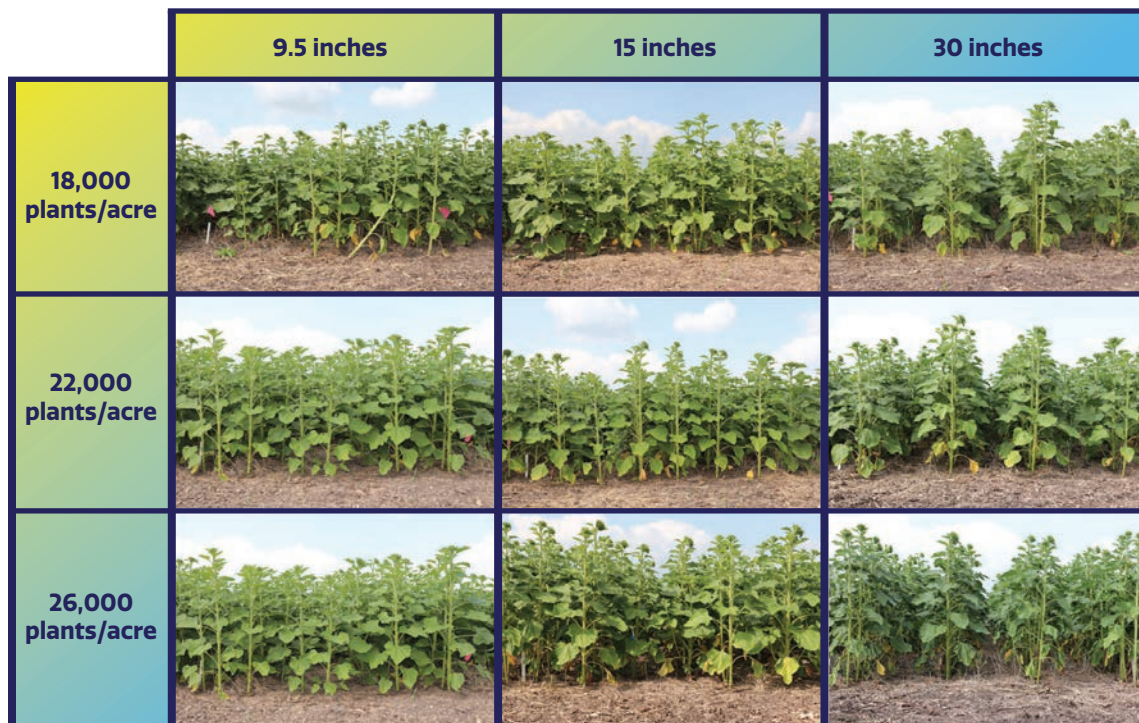 9.5 inches
15 inches
30 inches
18,000
plants/acre
22,000
plants/acre
26,000
plants/acre